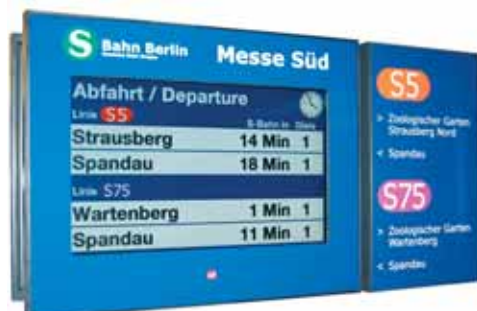 S Bahn Berlin
Messe Süd
Abfahrt / Departure
Linie S5
S-Bahn in Gleis
Strausberg 14 Min 1
Spandau 18 Min 1
Linie S75
Wartenberg 1 Min 1
Spandau 11 Min 1
S5
> Zoologischer Garten
Strausberg Nord
< Spandau
S75
> Zoologischer Garten
Wartenberg
< Spandau